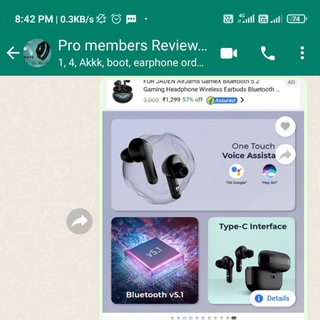 8:42 PM | 0.3KB/s
74
Pro members Review...
1, 4, Akkk, boot, earphone ord...
FOR JADEN AirJams GameX Bluetooth 5.2
AD
Gaming Headphone Wireless Earbuds Bluetooth ...
3,000 ₹1,299 57% off Assured
One Touch
Voice Assista
"Ok Google"
"Hey Siri"
v5.1
Bluetooth v5.1
Type-C Interface
Details